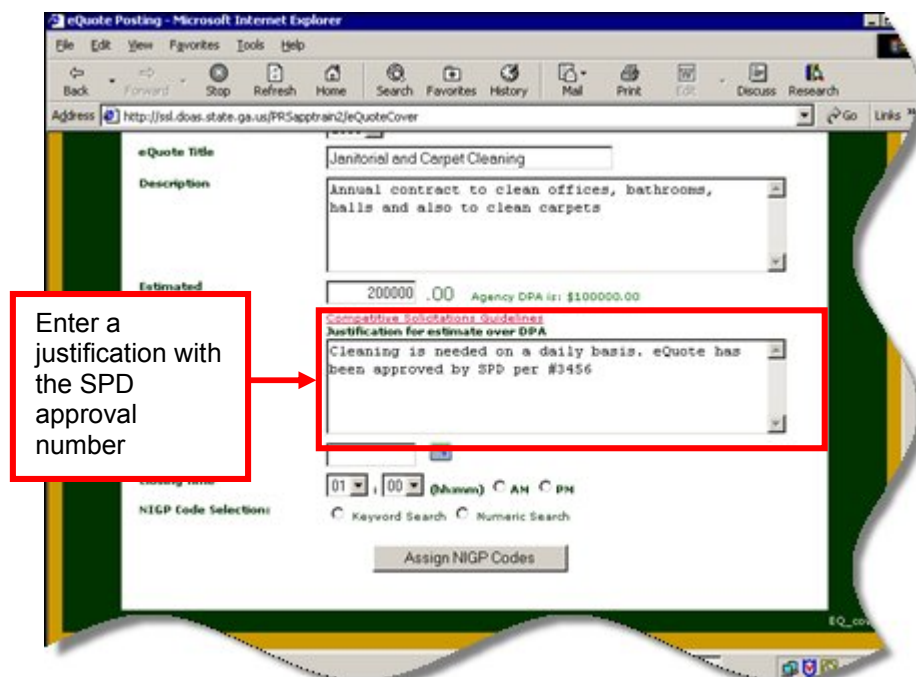 eQuote Posting - Microsoft Internet Explorer
File Edit View Favorites Tools Help
Back Forward Stop Refresh Home Search Favorites History Mail Print Edit Discuss Research
Address http://ssl.doas.state.ga.us/PRSapptrain2/eQuoteCover Go Links
eQuote Title
Janitorial and Carpet Cleaning
Description
Annual contract to clean offices, bathrooms,
halls and also to clean carpets
Estimated
200000 .00 Agency DPA is: $100000.00
Competitive Solicitations Guidelines
Justification for estimate over DPA
Cleaning is needed on a daily basis. eQuote has
been approved by SPD per #3456
Enter a
justification with
the SPD
approval
number
Closing Time
01 : 00 (hh:mm) AM PM
NIGP Code Selection:
Keyword Search Numeric Search
Assign NIGP Codes